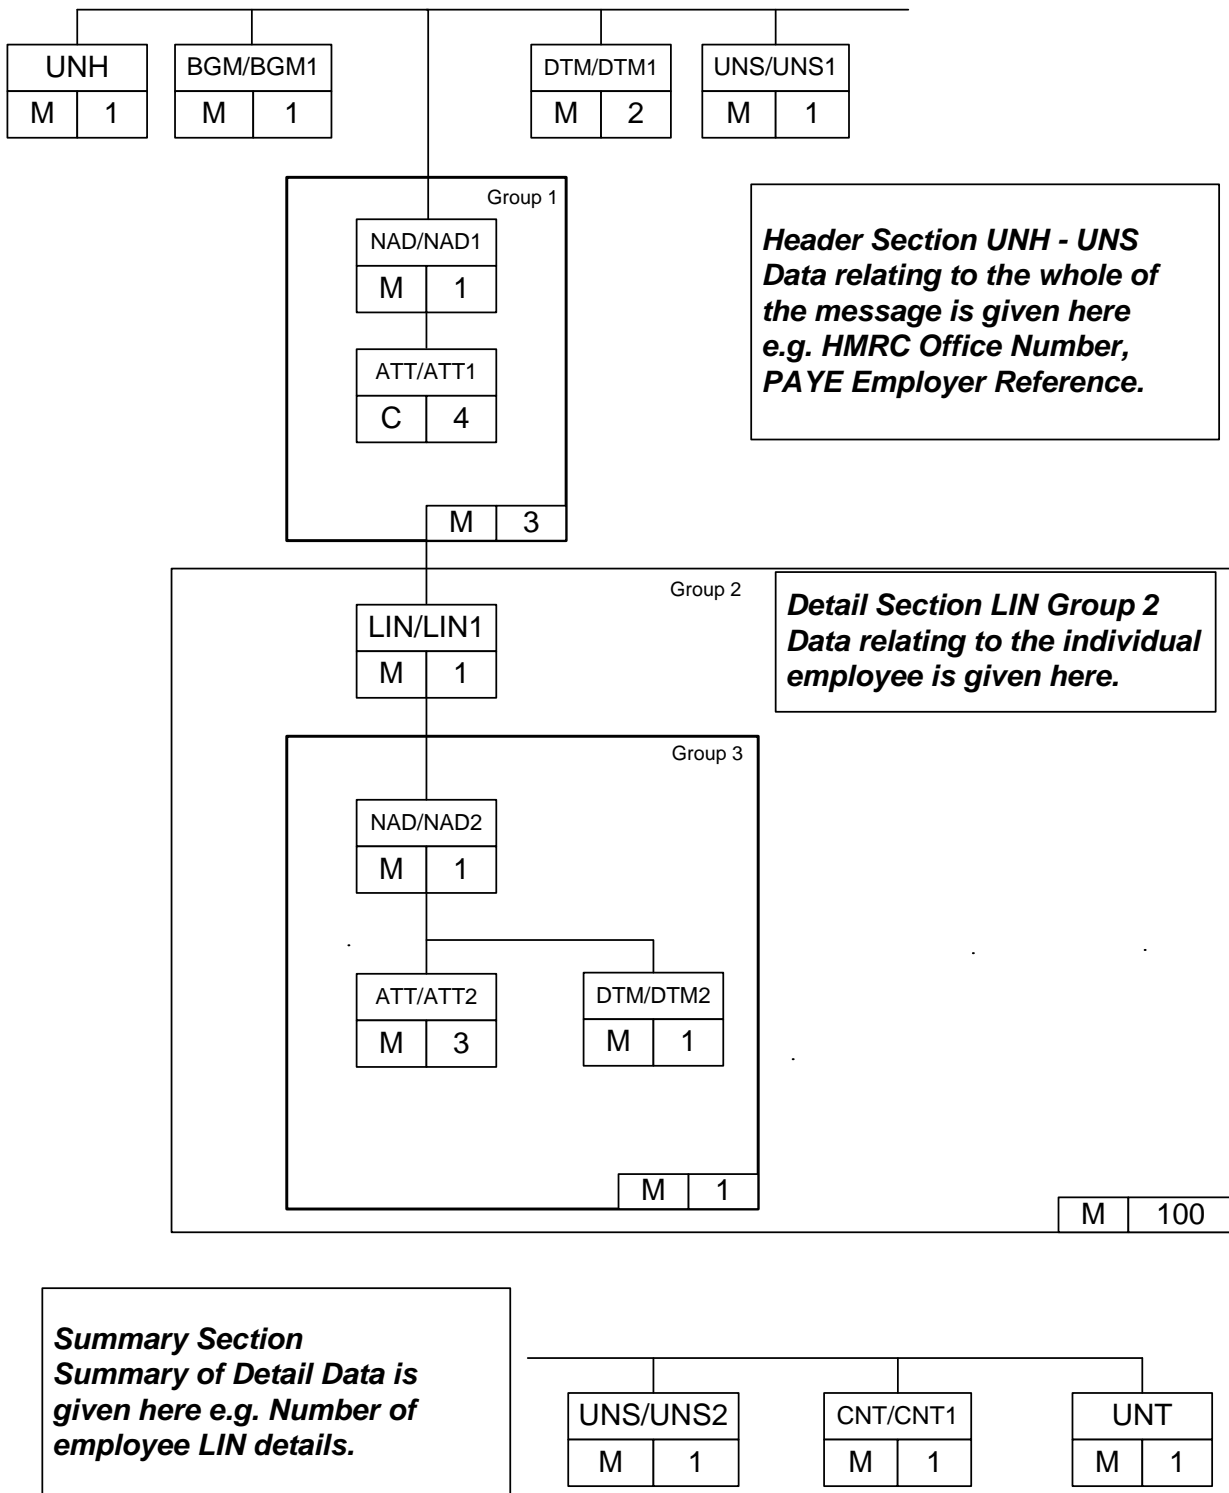 UNH
M 1
BGM/BGM1
M 1
DTM/DTM1
M 2
UNS/UNS1
M 1
Group 1
NAD/NAD1
M 1
ATT/ATT1
C 4
M 3
Header Section UNH - UNS
Data relating to the whole of
the message is given here
e.g. HMRC Office Number,
PAYE Employer Reference.
Group 2
LIN/LIN1
M 1
Detail Section LIN Group 2
Data relating to the individual
employee is given here.
Group 3
NAD/NAD2
M 1
ATT/ATT2
M 3
DTM/DTM2
M 1
M 1
M 100
Summary Section
Summary of Detail Data is
given here e.g. Number of
employee LIN details.
UNS/UNS2
M 1
CNT/CNT1
M 1
UNT
M 1